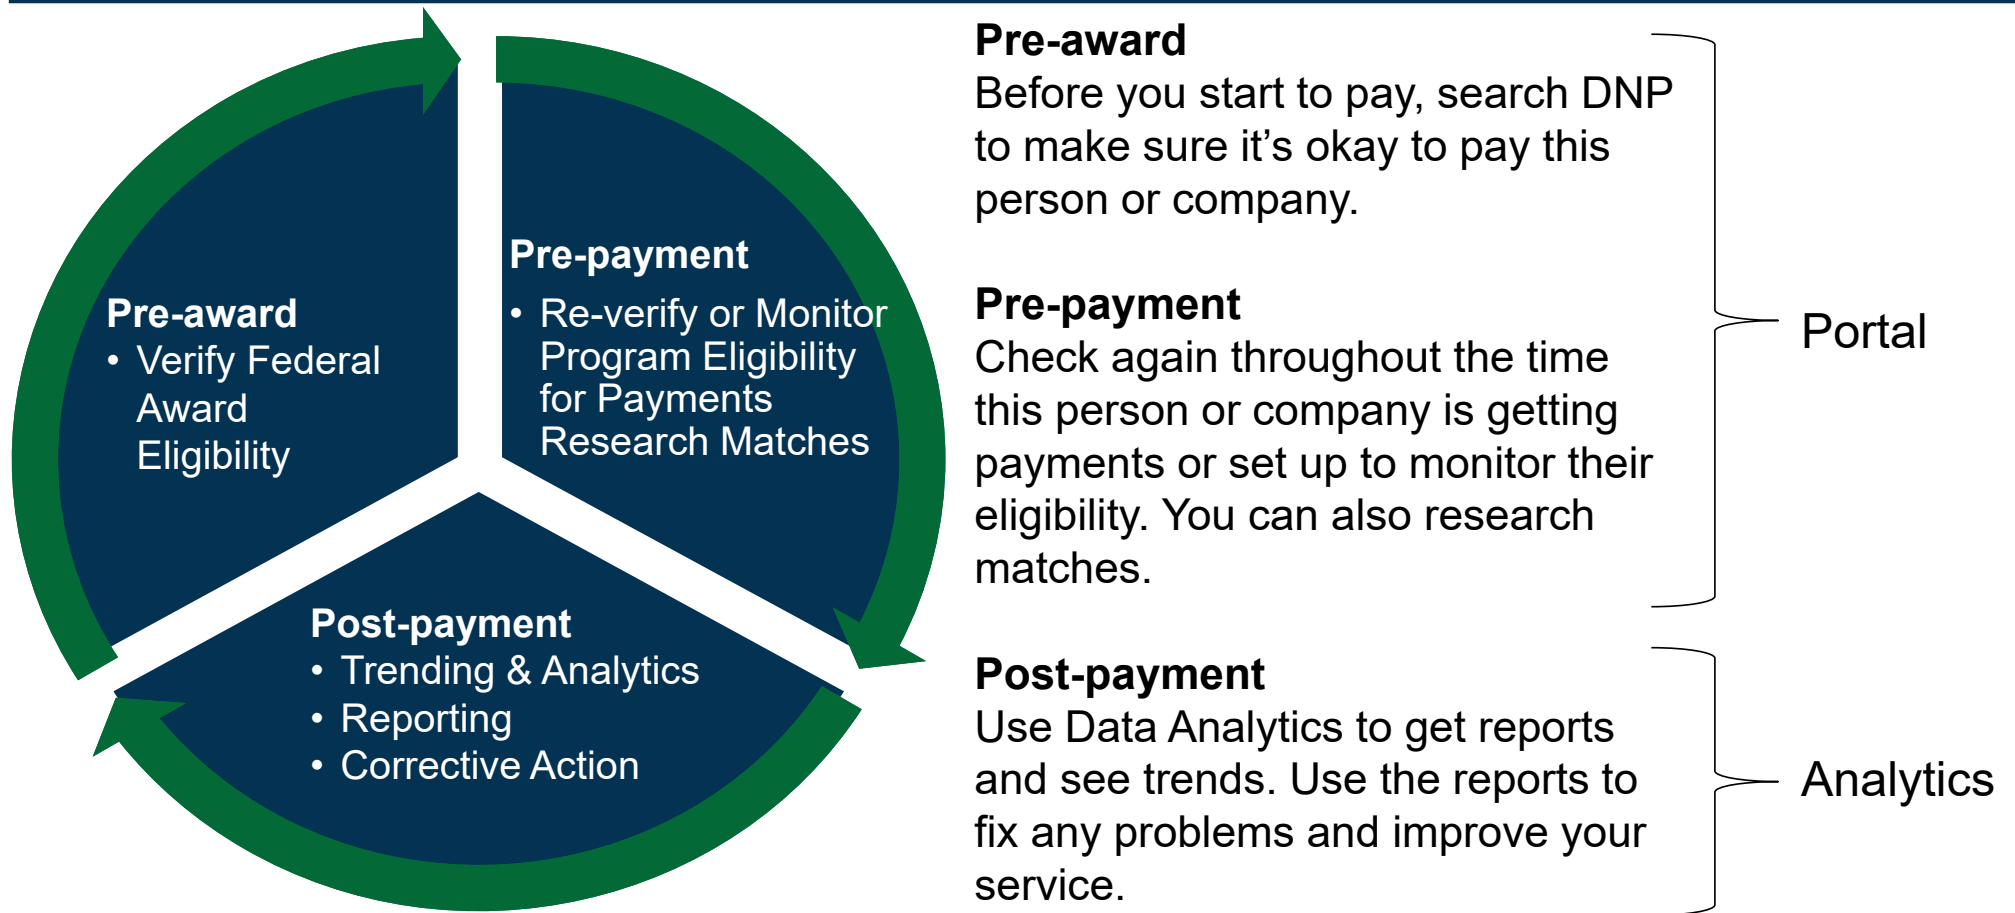 Pre-award
• Verify Federal
Award
Eligibility
Pre-payment
• Re-verify or Monitor
Program Eligibility
for Payments
Research Matches
Post-payment
• Trending & Analytics
• Reporting
• Corrective Action
Pre-award
Before you start to pay, search DNP
to make sure it’s okay to pay this
person or company.
Pre-payment
Check again throughout the time
this person or company is getting
payments or set up to monitor their
eligibility. You can also research
matches.
Portal
Post-payment
Use Data Analytics to get reports
and see trends. Use the reports to
fix any problems and improve your
service.
Analytics